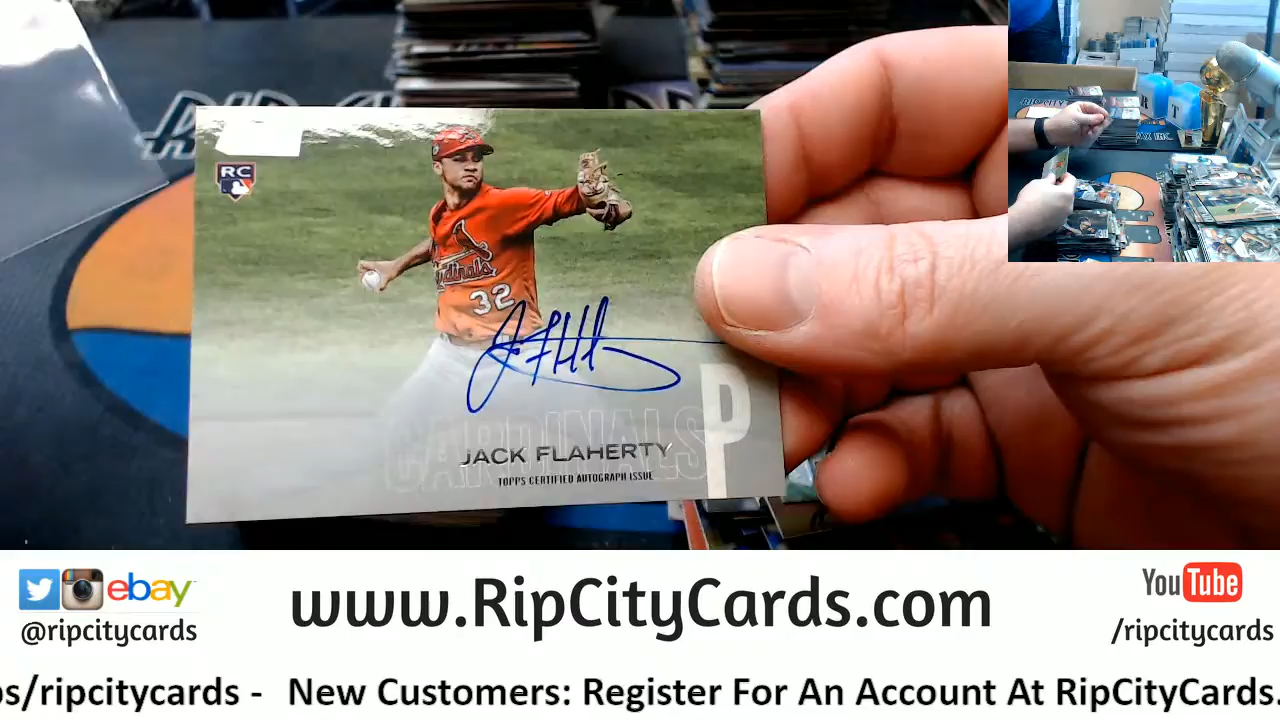 RC
Cardinals
32
P
CARDINALS
JACK FLAHERTY
TOPPS CERTIFIED AUTOGRAPH ISSUE
ebay
@ripcitycards
www.RipCityCards.com
YouTube
/ripcitycards
os/ripcitycards - New Customers: Register For An Account At RipCityCards.